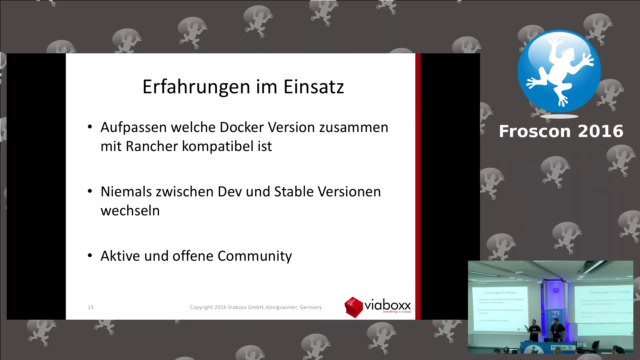 Erfahrungen im Einsatz
• Aufpassen welche Docker Version zusammen
mit Rancher kompatibel ist
• Niemals zwischen Dev und Stable Versionen
wechseln
• Aktive und offene Community
13
Copyright 2016 Viaboxx GmbH, Königswinter, Germany
viaboxx
Froscon 2016